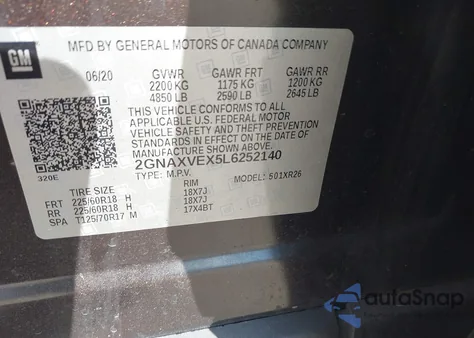 GM
MFD BY GENERAL MOTORS OF CANADA COMPANY
06/20 GVWR GAWR FRT GAWR RR
2200 KG 1175 KG 1200 KG
4850 LB 2590 LB 2645 LB
THIS VEHICLE CONFORMS TO ALL
APPLICABLE U.S. FEDERAL MOTOR
VEHICLE SAFETY AND THEFT PREVENTION
STANDARDS IN EFFECT ON THE DATE OF
MANUFACTURE SHOWN ABOVE.
2GNAXVEX5L6252140
320E TYPE: M.P.V. MODEL: 501XR26
TIRE SIZE RIM
FRT 225/60R18 H 18X7J
RR 225/60R18 H 18X7J
SPA T125/70R17 M 17X4BT
autoSnap